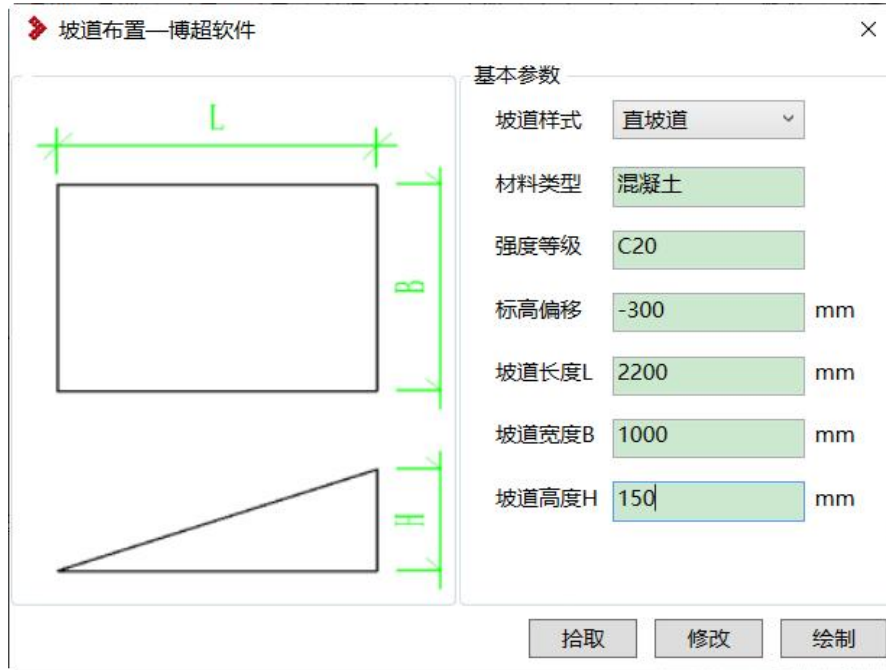 坡道布置—博超软件
基本参数
L
B
H
坡道样式 直坡道
材料类型 混凝土
强度等级 C20
标高偏移 -300 mm
坡道长度L 2200 mm
坡道宽度B 1000 mm
坡道高度H 150 mm
拾取 修改 绘制